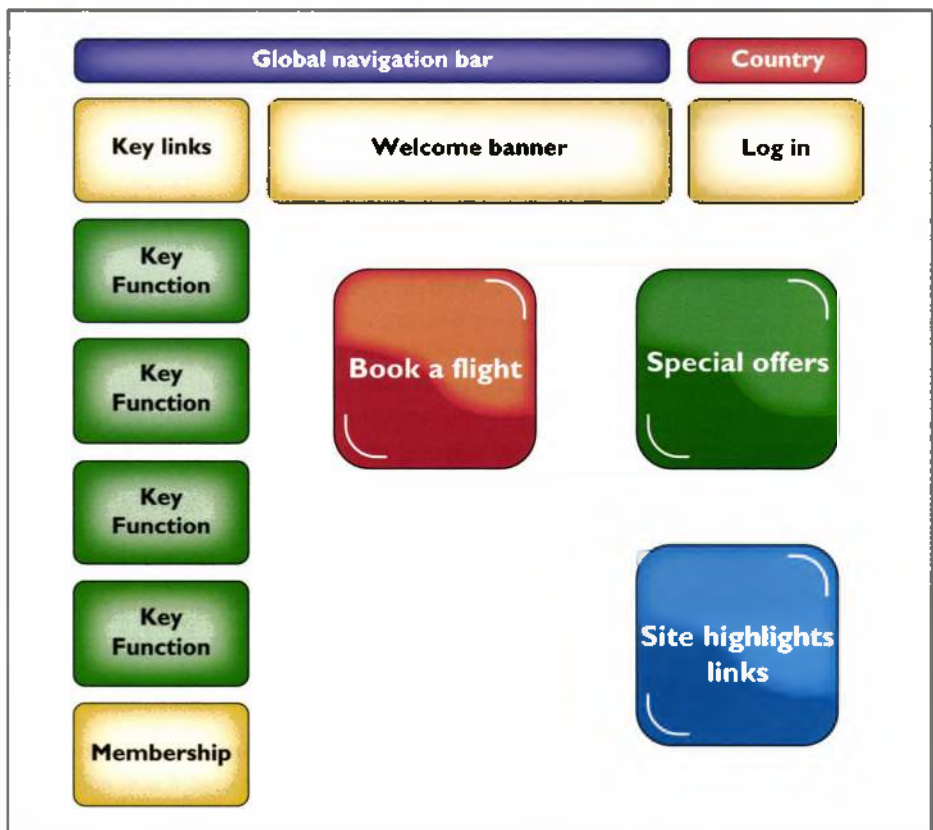 Global navigation bar
Country
Key links
Welcome banner
Log in
Key
Function
Book a flight
Special offers
Key
Function
Key
Function
Key
Function
Site highlights
links
Membership